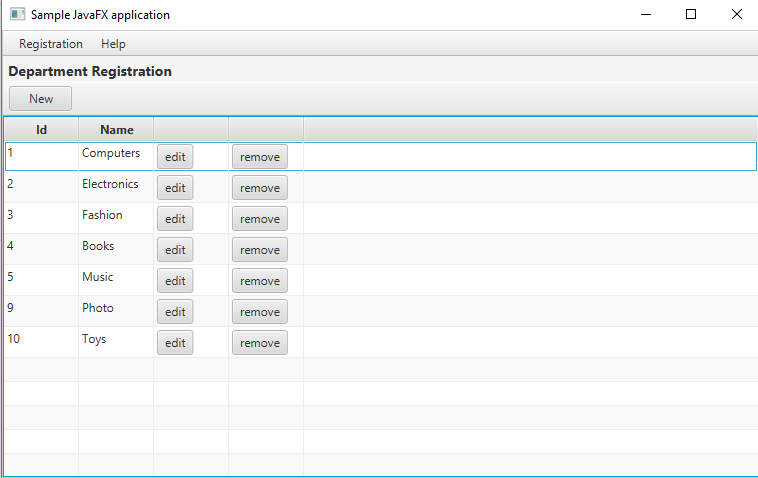 Sample JavaFX application
Registration Help
Department Registration
New
Id Name
1 Computers edit remove
2 Electronics edit remove
3 Fashion edit remove
4 Books edit remove
5 Music edit remove
9 Photo edit remove
10 Toys edit remove